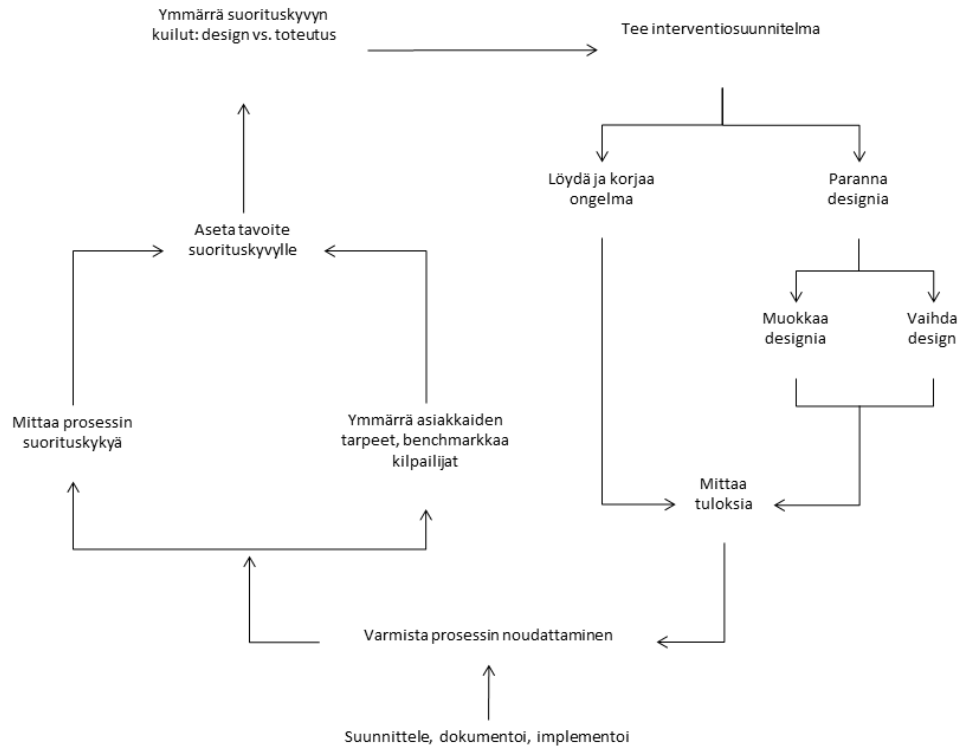 Ymmärrä suorituskyvyn
kuilut: design vs. toteutus
Tee interventiosuunnitelma
Löydä ja korjaa
ongelma
Paranna
designia
Aseta tavoite
suorituskyvylle
Muokkaa
designia
Vaihda
design
Mittaa prosessin
suorituskykyä
Ymmärrä asiakkaiden
tarpeet, benchmarkkaa
kilpailijat
Mittaa
tuloksia
Varmista prosessin noudattaminen
Suunnittele, dokumentoi, implementoi